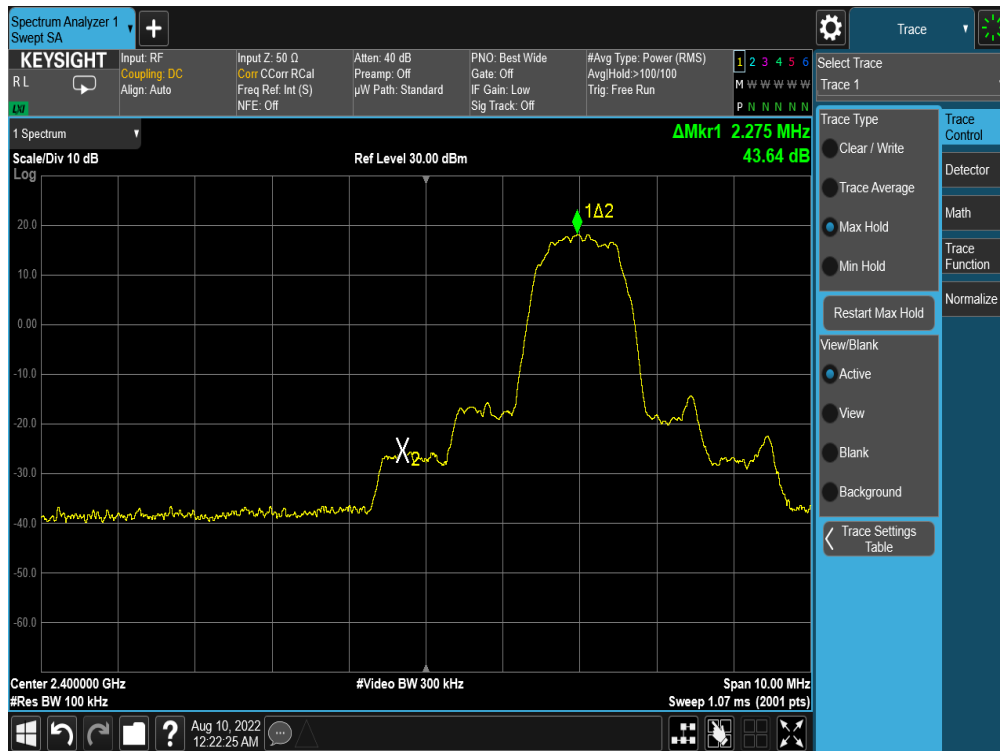 Spectrum Analyzer 1
Swept SA
+
Trace
KEYSIGHT
R L
LXI
Input: RF
Coupling: DC
Align: Auto
Input Z: 50 Ω
Corr CCorr RCal
Freq Ref: Int (S)
NFE: Off
Atten: 40 dB
Preamp: Off
µW Path: Standard
PNO: Best Wide
Gate: Off
IF Gain: Low
Sig Track: Off
#Avg Type: Power (RMS)
Avg|Hold:>100/100
Trig: Free Run
1 2 3 4 5 6
M W W W W W
P N N N N N
Select Trace
Trace 1
1 Spectrum
ΔMkr1 2.275 MHz
43.64 dB
Scale/Div 10 dB
Ref Level 30.00 dBm
Log
20.0
10.0
0.00
-10.0
-20.0
-30.0
-40.0
-50.0
-60.0
1Δ2
X2
Center 2.400000 GHz
#Video BW 300 kHz
Span 10.00 MHz
#Res BW 100 kHz
Sweep 1.07 ms (2001 pts)
Trace Type
Clear / Write
Trace Average
Max Hold
Min Hold
Restart Max Hold
View/Blank
Active
View
Blank
Background
Trace Settings
Table
Trace
Control
Detector
Math
Trace
Function
Normalize
?
Aug 10, 2022
12:22:25 AM